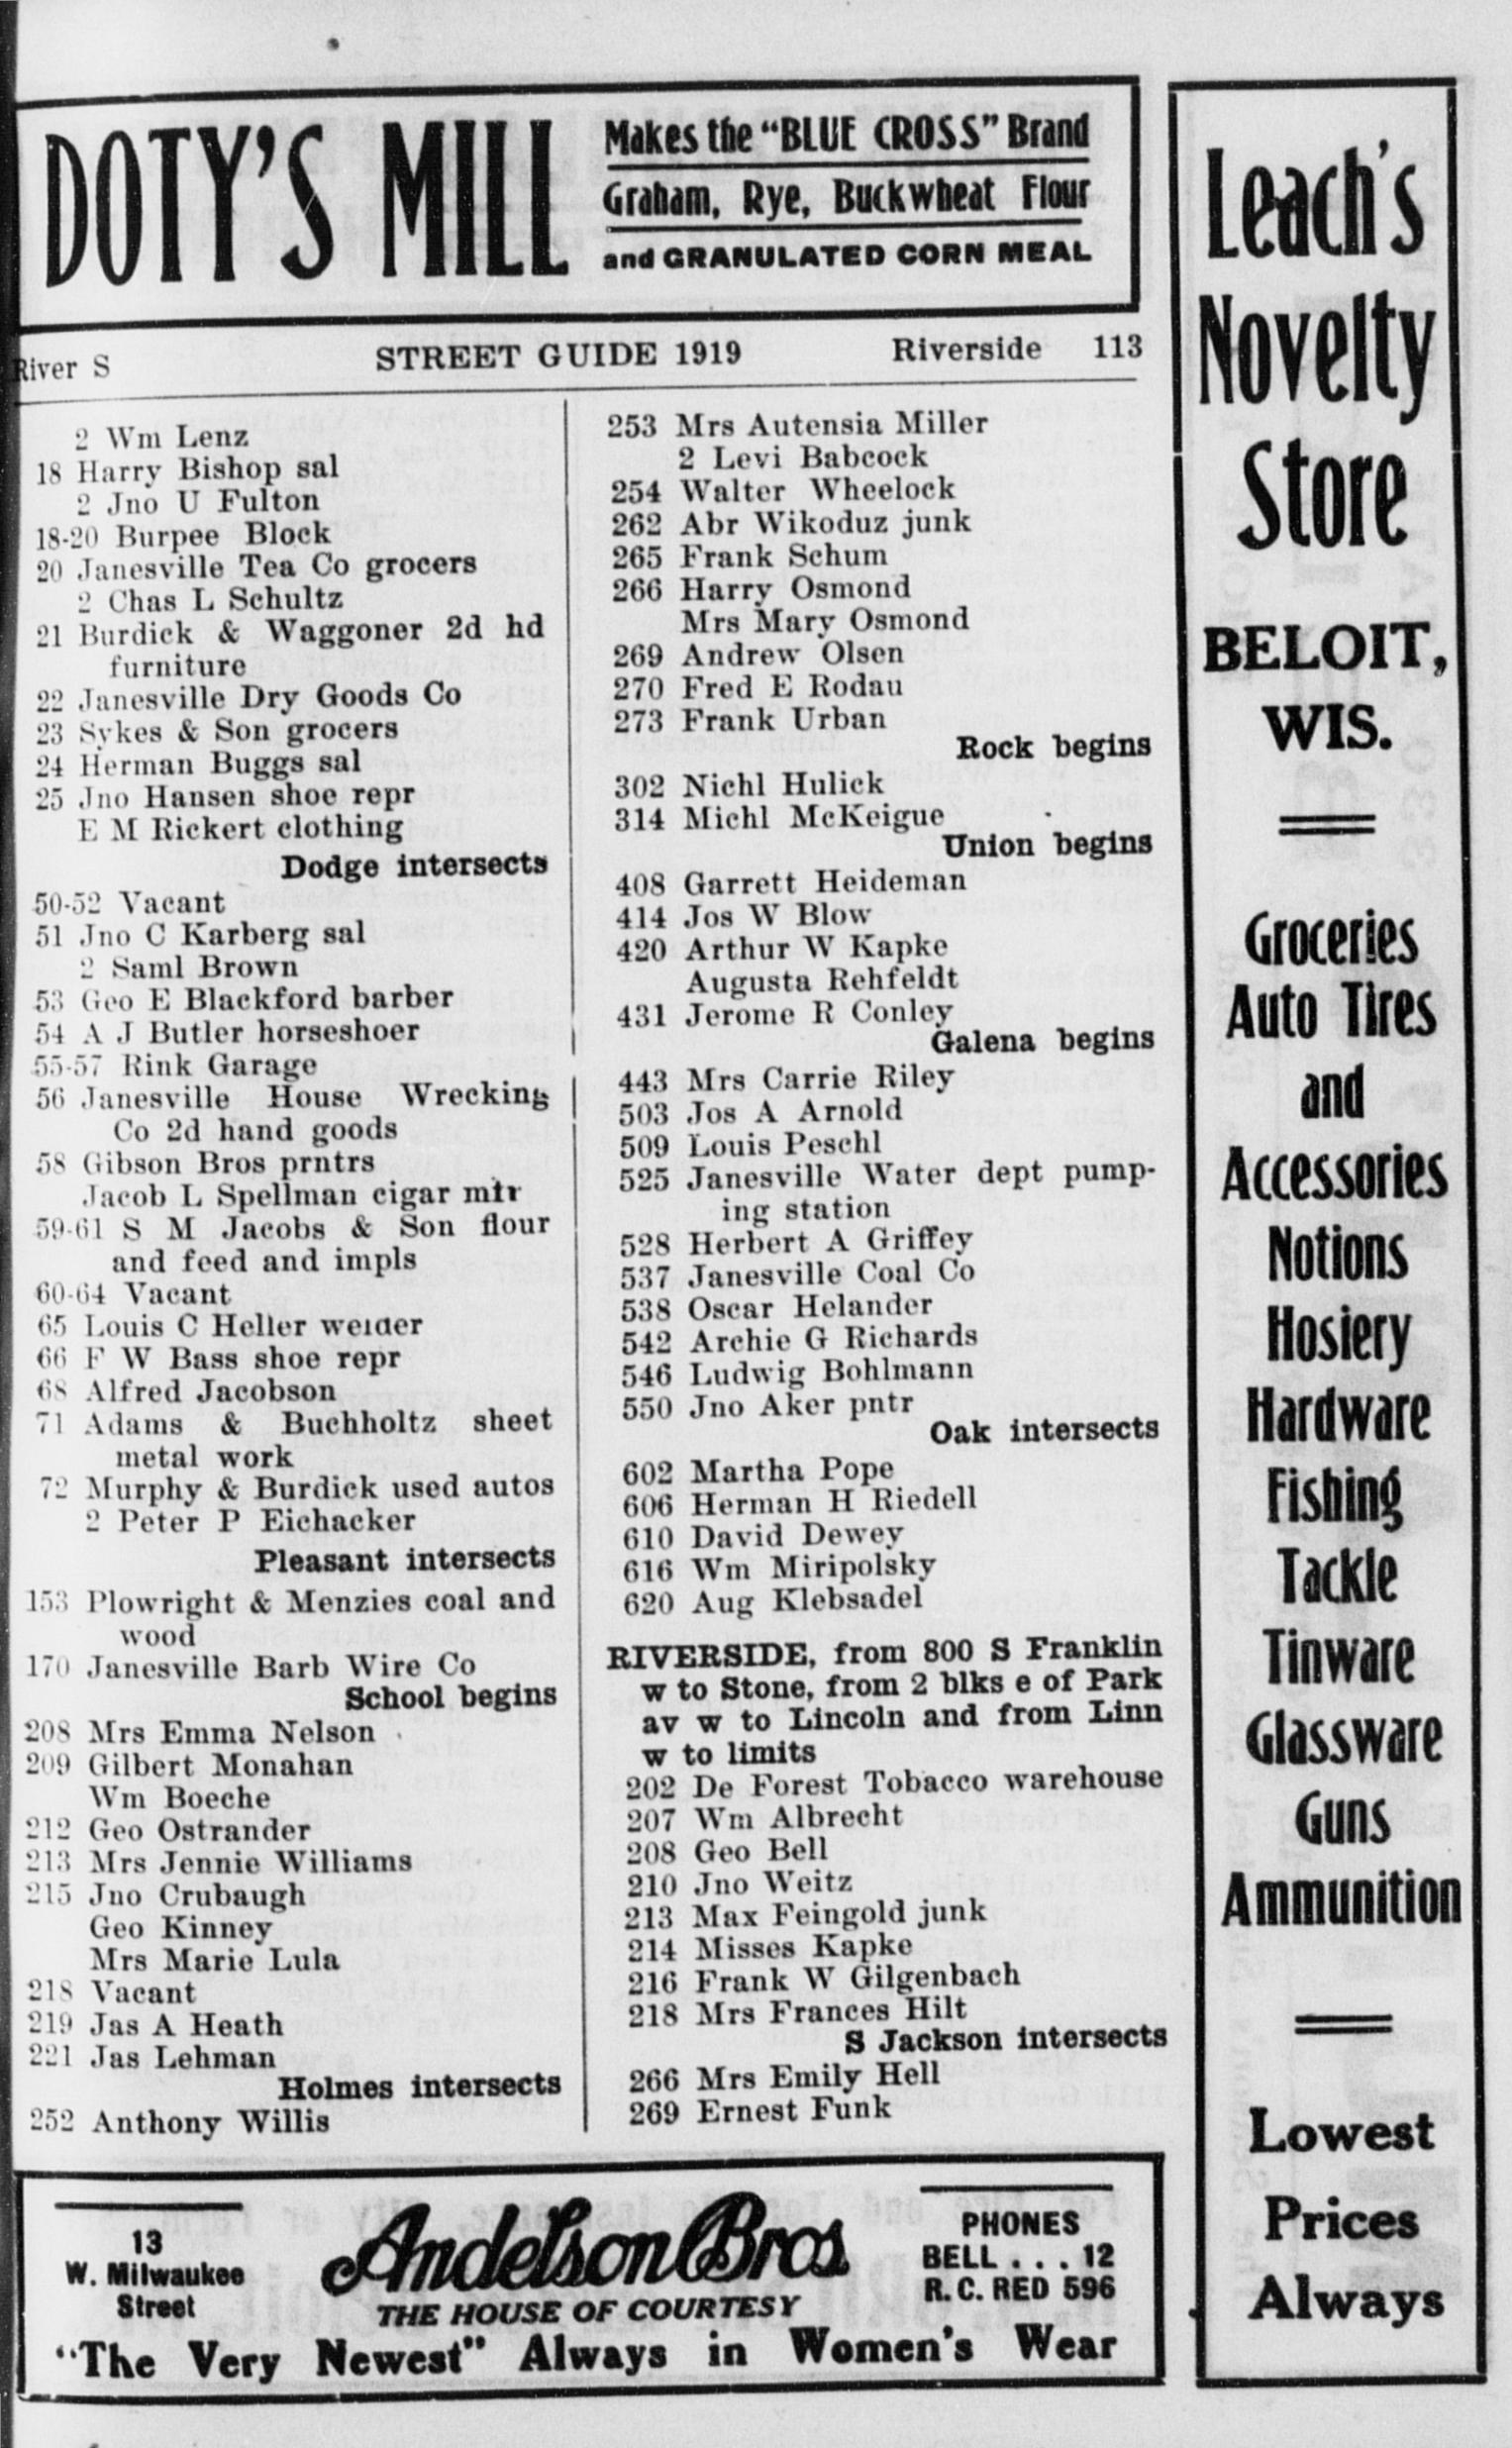 DOTY'S MILL
Makes the "BLUE CROSS" Brand
Graham, Rye, Buckwheat Flour
and GRANULATED CORN MEAL
River S
STREET GUIDE 1919
Riverside 113
2 Wm Lenz
18 Harry Bishop sal
2 Jno U Fulton
18-20 Burpee Block
20 Janesville Tea Co grocers
2 Chas L Schultz
21 Burdick & Waggoner 2d hd
furniture
22 Janesville Dry Goods Co
23 Sykes & Son grocers
24 Herman Buggs sal
25 Jno Hansen shoe repr
E M Rickert clothing
Dodge intersects
50-52 Vacant
51 Jno C Karberg sal
2 Saml Brown
53 Geo E Blackford barber
54 A J Butler horseshoer
55-57 Rink Garage
56 Janesville House Wrecking
Co 2d hand goods
58 Gibson Bros prntrs
Jacob L Spellman cigar mfr
59-61 S M Jacobs & Son flour
and feed and impls
60-64 Vacant
65 Louis C Heller welder
66 F W Bass shoe repr
68 Alfred Jacobson
71 Adams & Buchholtz sheet
metal work
72 Murphy & Burdick used autos
2 Peter P Eichacker
Pleasant intersects
153 Plowright & Menzies coal and
wood
170 Janesville Barb Wire Co
School begins
208 Mrs Emma Nelson
209 Gilbert Monahan
Wm Boeche
212 Geo Ostrander
213 Mrs Jennie Williams
215 Jno Crubaugh
Geo Kinney
Mrs Marie Lula
218 Vacant
219 Jas A Heath
221 Jas Lehman
Holmes intersects
252 Anthony Willis
253 Mrs Autensia Miller
2 Levi Babcock
254 Walter Wheelock
262 Abr Wikoduz junk
265 Frank Schum
266 Harry Osmond
Mrs Mary Osmond
269 Andrew Olsen
270 Fred E Rodau
273 Frank Urban
Rock begins
302 Nichl Hulick
314 Michl McKeigue
Union begins
408 Garrett Heideman
414 Jos W Blow
420 Arthur W Kapke
Augusta Rehfeldt
431 Jerome R Conley
Galena begins
443 Mrs Carrie Riley
503 Jos A Arnold
509 Louis Peschl
525 Janesville Water dept pump-
ing station
528 Herbert A Griffey
537 Janesville Coal Co
538 Oscar Helander
542 Archie G Richards
546 Ludwig Bohlmann
550 Jno Aker pntr
Oak intersects
602 Martha Pope
606 Herman H Riedell
610 David Dewey
616 Wm Miripolsky
620 Aug Klebsadel
RIVERSIDE, from 800 S Franklin
w to Stone, from 2 blks e of Park
av w to Lincoln and from Linn
w to limits
202 De Forest Tobacco warehouse
207 Wm Albrecht
208 Geo Bell
210 Jno Weitz
213 Max Feingold junk
214 Misses Kapke
216 Frank W Gilgenbach
218 Mrs Frances Hilt
S Jackson intersects
266 Mrs Emily Hell
269 Ernest Funk
13
W. Milwaukee
Street
Andelson Bros
THE HOUSE OF COURTESY
PHONES
BELL . . . 12
R. C. RED 596
"The Very Newest" Always in Women's Wear
Leach's
Novelty
Store
BELOIT,
WIS.
Groceries
Auto Tires
and
Accessories
Notions
Hosiery
Hardware
Fishing
Tackle
Tinware
Glassware
Guns
Ammunition
Lowest
Prices
Always